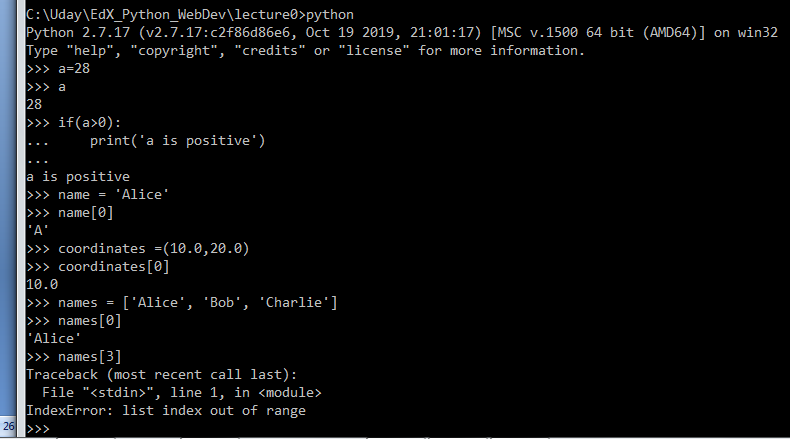 C:\Uday\EdX_Python_WebDev\lecture0>python
Python 2.7.17 (v2.7.17:c2f86d86e6, Oct 19 2019, 21:01:17) [MSC v.1500 64 bit (AMD64)] on win32
Type "help", "copyright", "credits" or "license" for more information.
>>> a=28
>>> a
28
>>> if(a>0):
...     print('a is positive')
...
a is positive
>>> name = 'Alice'
>>> name[0]
'A'
>>> coordinates =(10.0,20.0)
>>> coordinates[0]
10.0
>>> names = ['Alice', 'Bob', 'Charlie']
>>> names[0]
'Alice'
>>> names[3]
Traceback (most recent call last):
  File "<stdin>", line 1, in <module>
IndexError: list index out of range
>>>
26